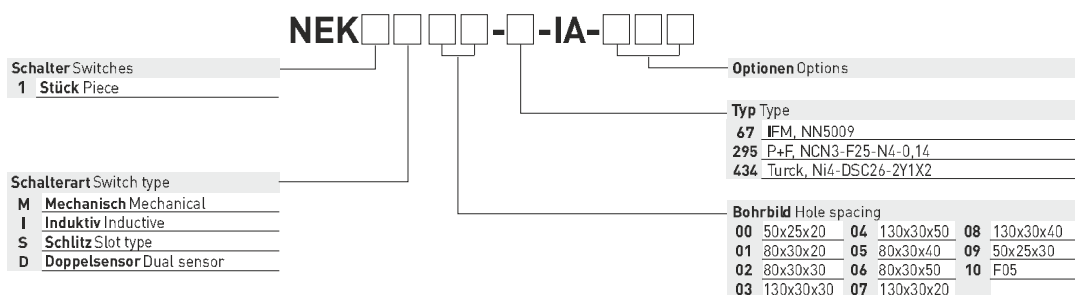 NEK□□ □□-□-IA-□□□
Schalter Switches
1 Stück Piece
Optionen Options
Typ Type
67 IFM, NN5009
295 P+F, NCN3-F25-N4-0,14
434 Turck, Ni4-DSC26-2Y1X2
Schalterart Switch type
M Mechanisch Mechanical
I Induktiv Inductive
S Schlitz Slot type
D Doppelsensor Dual sensor
Bohrbild Hole spacing
00 50x25x20 04 130x30x50 08 130x30x40
01 80x30x20 05 80x30x40 09 50x25x30
02 80x30x30 06 80x30x50 10 F05
03 130x30x30 07 130x30x20